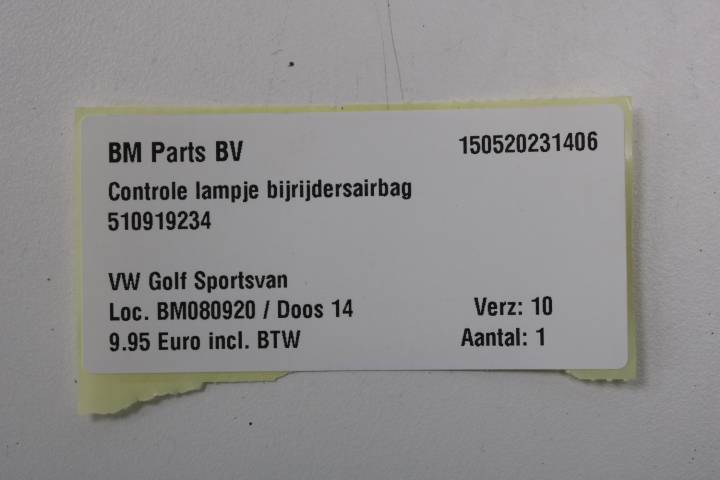 BM Parts BV 150520231406
Controle lampje bijrijdersairbag
510919234
VW Golf Sportsvan
Loc. BM080920 / Doos 14 Verz: 10
9.95 Euro incl. BTW Aantal: 1